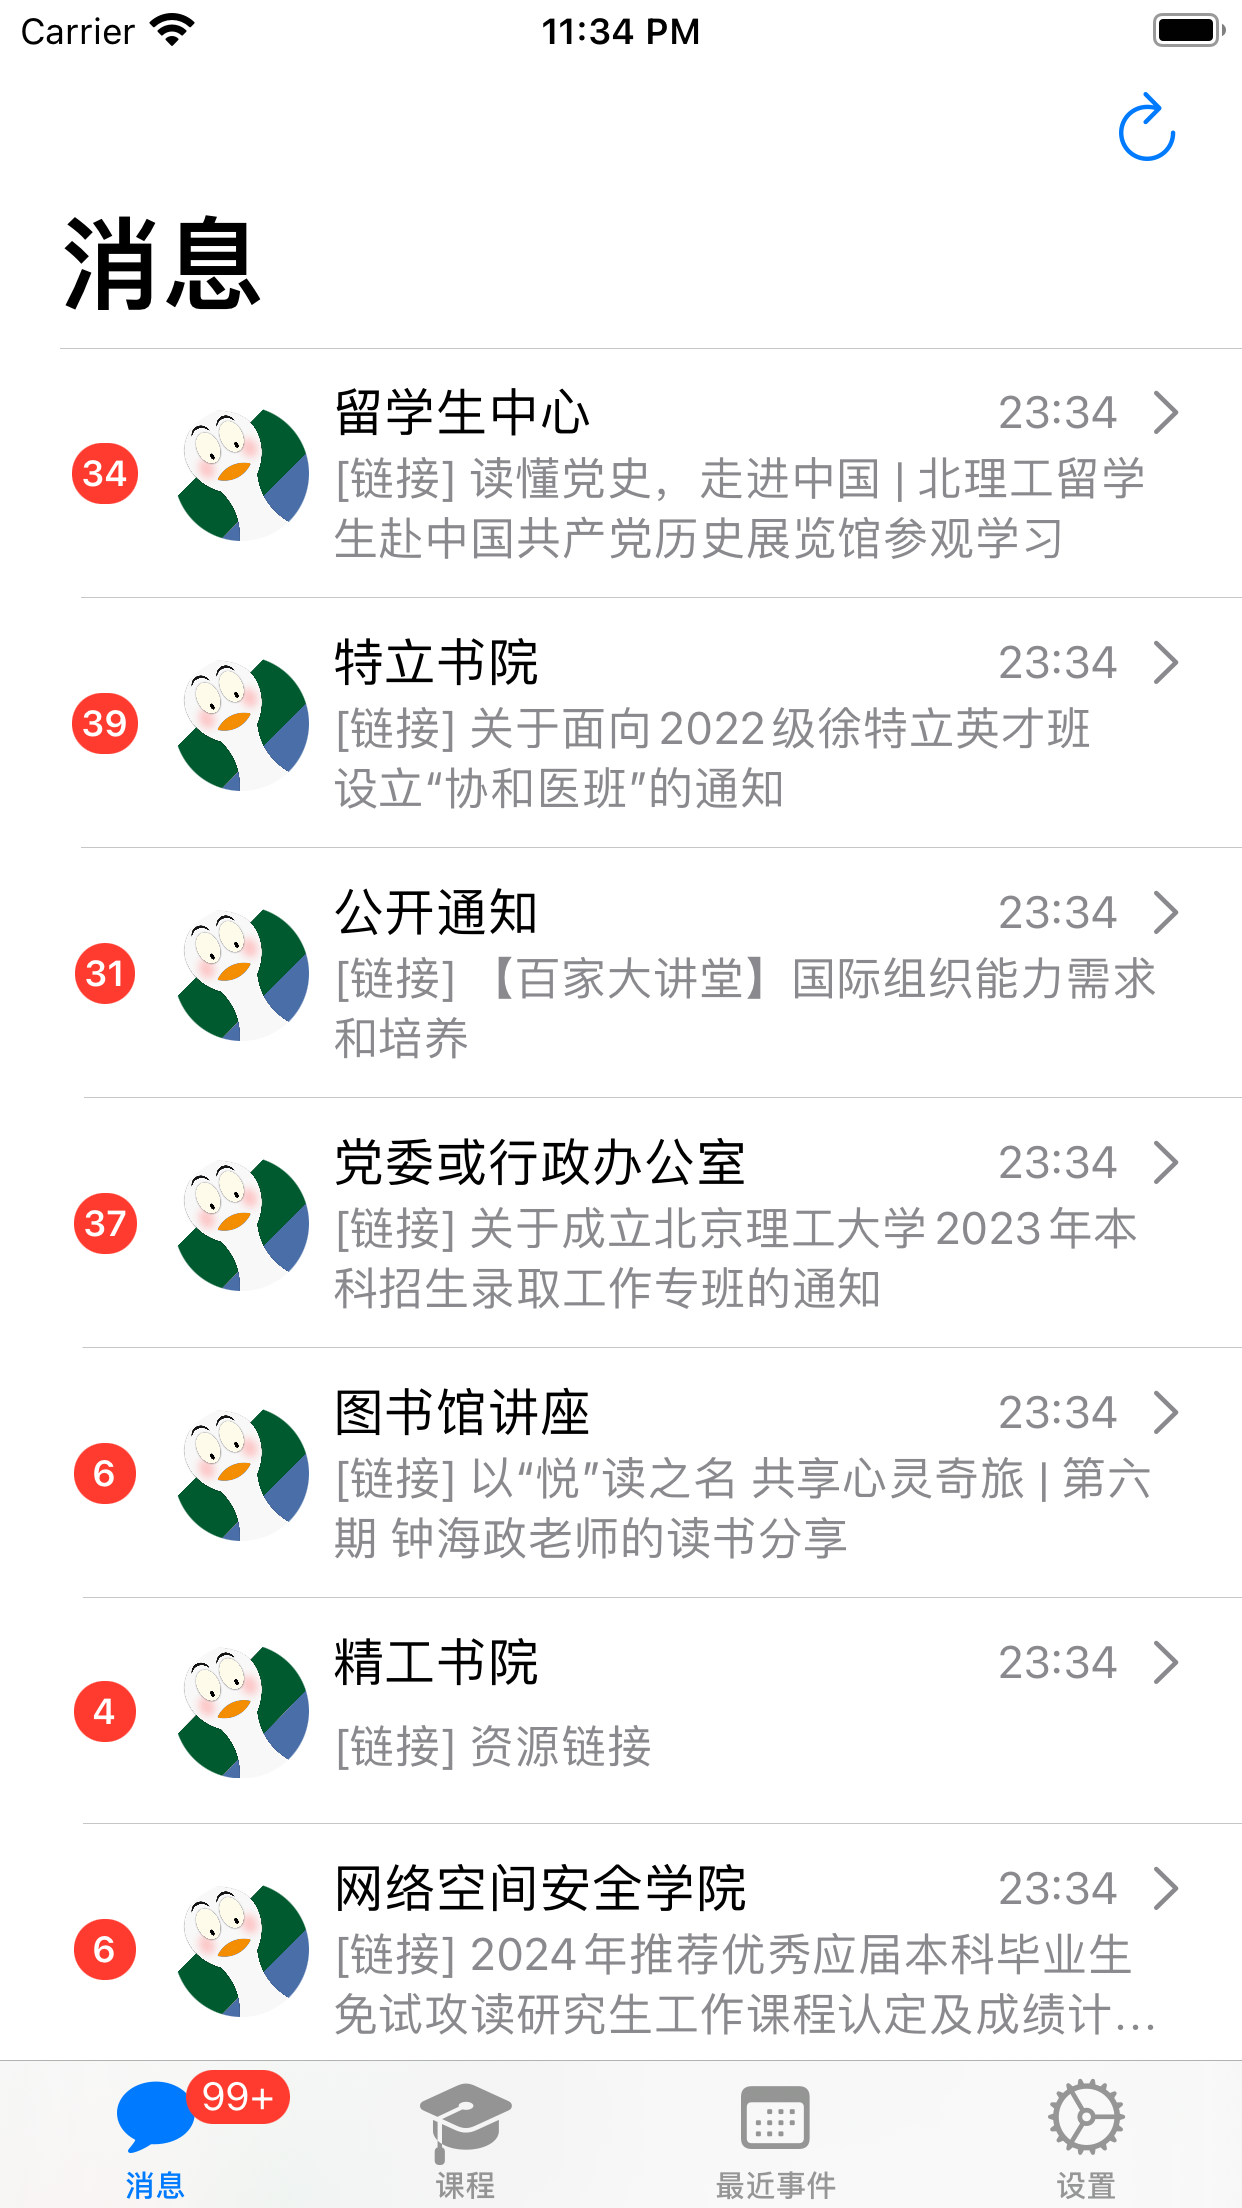 Carrier 11:34 PM
消息
留学生中心 23:34
34
[链接] 读懂党史，走进中国 | 北理工留学
生赴中国共产党历史展览馆参观学习
特立书院 23:34
39
[链接] 关于面向2022级徐特立英才班
设立“协和医班”的通知
公开通知 23:34
31
[链接] 【百家大讲堂】国际组织能力需求
和培养
党委或行政办公室 23:34
37
[链接] 关于成立北京理工大学2023年本
科招生录取工作专班的通知
图书馆讲座 23:34
6
[链接] 以“悦”读之名 共享心灵奇旅 | 第六
期 钟海政老师的读书分享
精工书院 23:34
4
[链接] 资源链接
网络空间安全学院 23:34
6
[链接] 2024年推荐优秀应届本科毕业生
免试攻读研究生工作课程认定及成绩计...
99+
消息 课程 最近事件 设置